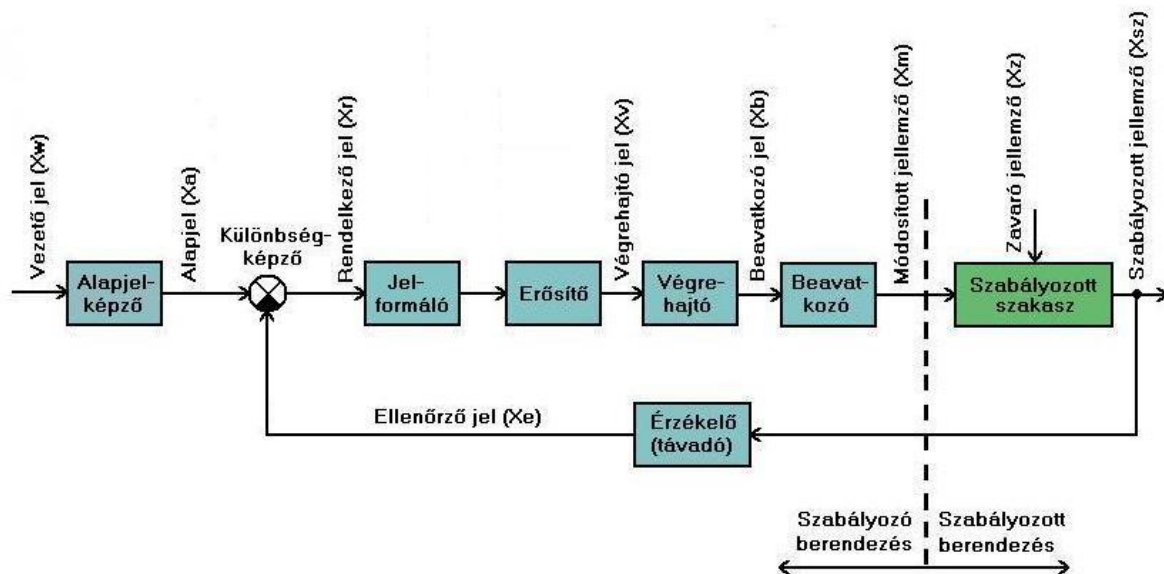 Vezető jel (Xw)
Alapjel (Xa)
Különbség-
képző
Rendelkező jel (Xr)
Végrehajtó jel (Xv)
Beavatkozó jel (Xb)
Módosított jellemző (Xm)
Zavaró jellemző (Xz)
Szabályozott jellemző (Xsz)
Alapjel-
képző
Jel-
formáló
Erősítő
Végre-
hajtó
Beavat-
kozó
Szabályozott
szakasz
Ellenőrző jel (Xe)
Érzékelő
(távadó)
Szabályozó
berendezés
Szabályozott
berendezés